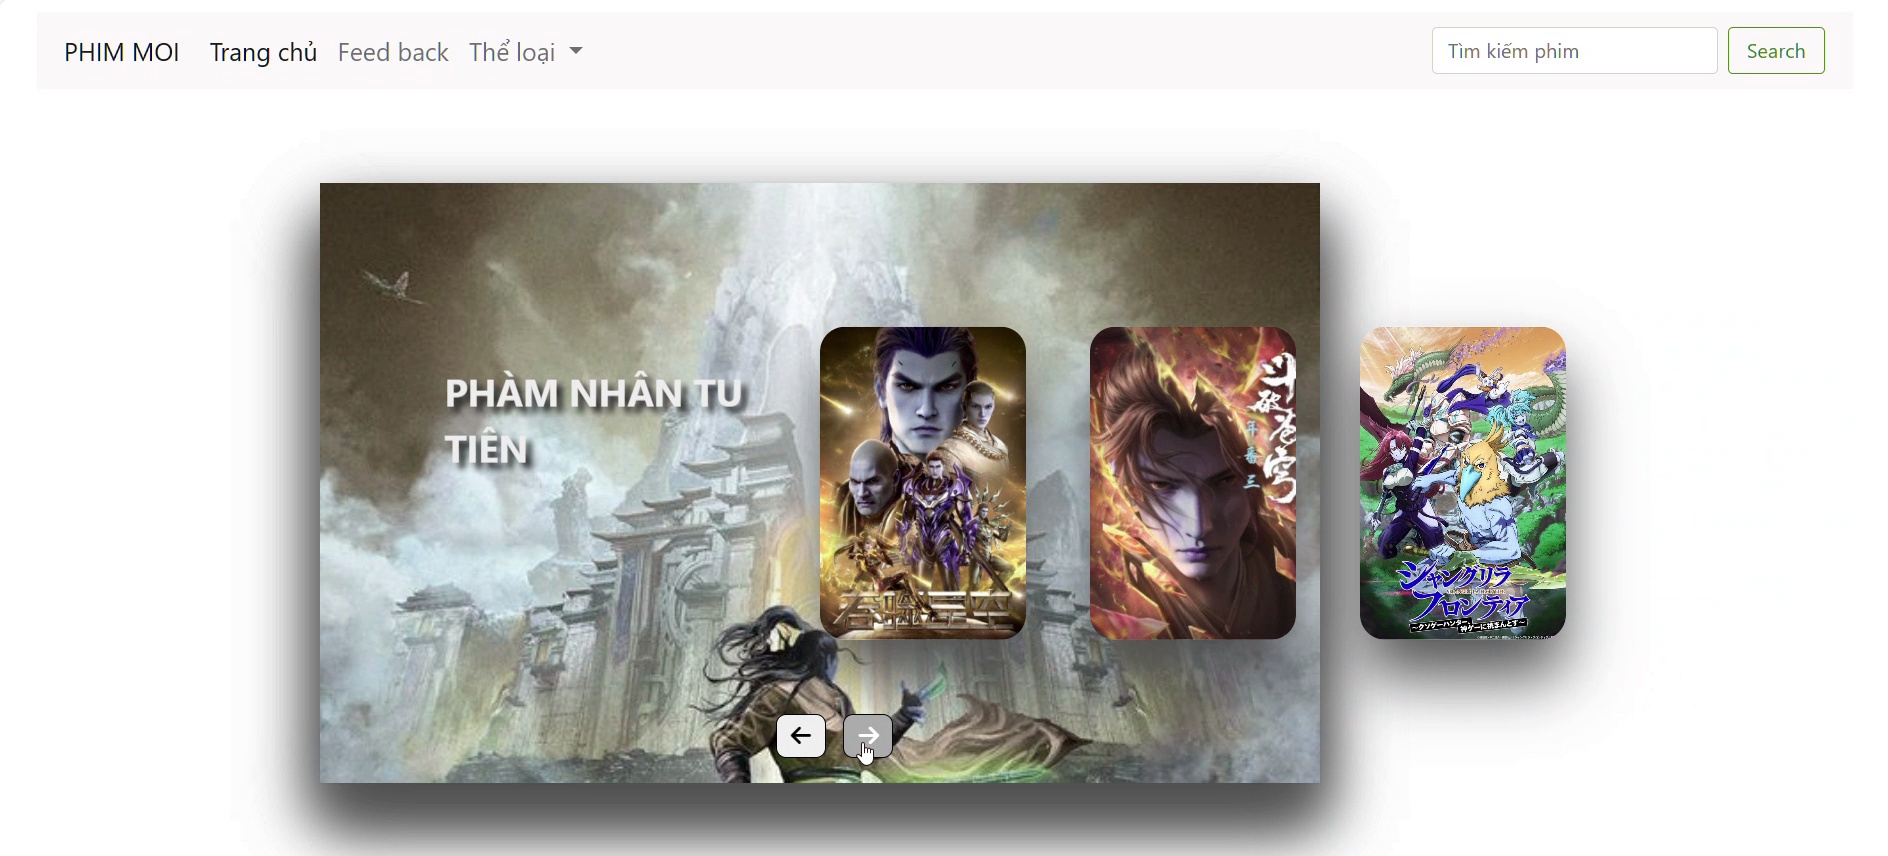 PHIM MOI Trang chủ Feed back Thể loại Tìm kiếm phim Search
PHÀM NHÂN TU
TIÊN
吞噬星空
斗破苍穹
年番三
シャングリラ
フロンティア
~クソゲーハンター、
神ゲーに挑まんとす~